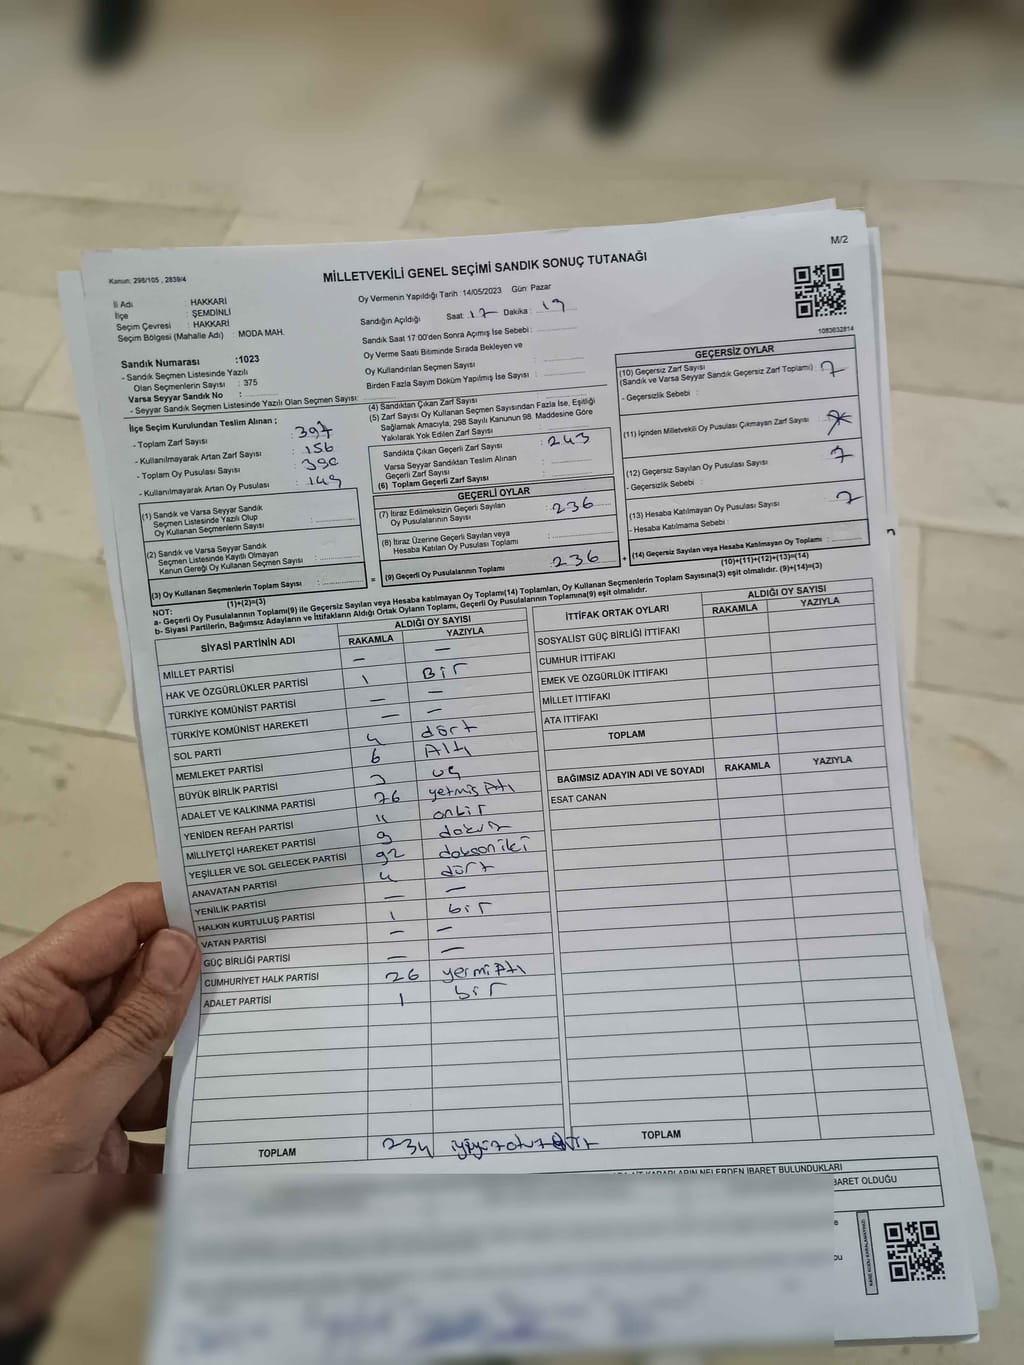 M/2
Kanun: 298/105 , 2839/4
MİLLETVEKİLİ GENEL SEÇİMİ SANDIK SONUÇ TUTANAĞI
İl Adı : HAKKARİ
İlçe : ŞEMDİNLİ
Seçim Çevresi : HAKKARİ
Seçim Bölgesi (Mahalle Adı) : MODA MAH.
Sandık Numarası :1023
- Sandık Seçmen Listesinde Yazılı
Olan Seçmenlerin Sayısı : 375
Varsa Seyyar Sandık No :
- Seyyar Sandık Seçmen Listesinde Yazılı Olan Seçmen Sayısı:
Oy Vermenin Yapıldığı Tarih :14/05/2023 Gün: Pazar
Sandığın Açıldığı Saat: 17 Dakika : 19
Sandık Saat 17:00'den Sonra Açımış İse Sebebi :
Oy Verme Saati Bitiminde Sırada Bekleyen ve
Oy Kullandırılan Seçmen Sayısı :
Birden Fazla Sayım Döküm Yapılmış İse Sayısı :
1083632814
İlçe Seçim Kurulundan Teslim Alınan ;
- Toplam Zarf Sayısı : 397
- Kullanılmayarak Artan Zarf Sayısı : 156
- Toplam Oy Pusulası Sayısı : 390
- Kullanılmayarak Artan Oy Pusulası : 149
(1) Sandık ve Varsa Seyyar Sandık
Seçmen Listesinde Yazılı Olup
Oy Kullanan Seçmenlerin Sayısı :
(2) Sandık ve Varsa Seyyar Sandık
Seçmen Listesinde Kayıtlı Olmayan
Kanun Gereği Oy Kullanan Seçmen Sayısı :
(3) Oy Kullanan Seçmenlerin Toplam Sayısı :
(1)+(2)=(3)
(4) Sandıktan Çıkan Zarf Sayısı :
(5) Zarf Sayısı Oy Kullanan Seçmen Sayısından Fazla İse, Eşitliği
Sağlamak Amacıyla, 298 Sayılı Kanunun 98. Maddesine Göre
Yakılarak Yok Edilen Zarf Sayısı :
Sandıkta Çıkan Geçerli Zarf Sayısı : 243
Varsa Seyyar Sandıktan Teslim Alınan
Geçerli Zarf Sayısı :
(6) Toplam Geçerli Zarf Sayısı :
GEÇERLİ OYLAR
(7) İtiraz Edilmeksizin Geçerli Sayılan
Oy Pusulalarının Sayısı : 236
(8) İtiraz Üzerine Geçerli Sayılan veya
Hesaba Katılan Oy Pusulası Toplamı :
= (9) Geçerli Oy Pusulalarının Toplamı : 236 +
GEÇERSİZ OYLAR
(10) Geçersiz Zarf Sayısı : 7
(Sandık ve Varsa Seyyar Sandık Geçersiz Zarf Toplamı)
- Geçersizlik Sebebi :
(11) İçinden Milletvekili Oy Pusulası Çıkmayan Zarf Sayısı :
(12) Geçersiz Sayılan Oy Pusulası Sayısı : 7
- Geçersizlik Sebebi :
(13) Hesaba Katılmayan Oy Pusulası Sayısı : 7
- Hesaba Katılmama Sebebi :
(14) Geçersiz Sayılan veya Hesaba Katılmayan Oy Toplamı :
(10)+(11)+(12)+(13)=(14)
NOT:
a- Geçerli Oy Pusulalarının Toplamı(9) ile Geçersiz Sayılan veya Hesaba katılmayan Oy Toplamı(14) Toplamları, Oy Kullanan Seçmenlerin Toplam Sayısına(3) eşit olmalıdır. (9)+(14)=(3)
b- Siyasi Partilerin, Bağımsız Adayların ve İttifakların Aldığı Ortak Oyların Toplamı, Geçerli Oy Pusulalarının Toplamına(9) eşit olmalıdır.
SİYASİ PARTİNİN ADI ALDIĞI OY SAYISI
RAKAMLA YAZIYLA
MİLLET PARTİSİ — —
HAK VE ÖZGÜRLÜKLER PARTİSİ 1 Bir
TÜRKİYE KOMÜNİST PARTİSİ — —
TÜRKİYE KOMÜNİST HAREKETİ — —
SOL PARTİ 4 dört
MEMLEKET PARTİSİ 6 Altı
BÜYÜK BİRLİK PARTİSİ 3 üç
ADALET VE KALKINMA PARTİSİ 76 yetmişaltı
YENİDEN REFAH PARTİSİ 11 onbir
MİLLİYETÇİ HAREKET PARTİSİ 9 dokuz
YEŞİLLER VE SOL GELECEK PARTİSİ 92 doksaniki
ANAVATAN PARTİSİ 4 dört
YENİLİK PARTİSİ — —
HALKIN KURTULUŞ PARTİSİ 1 bir
VATAN PARTİSİ — —
GÜÇ BİRLİĞİ PARTİSİ — —
CUMHURİYET HALK PARTİSİ 26 yermialtı
ADALET PARTİSİ 1 bir
TOPLAM 234
İTTİFAK ORTAK OYLARI ALDIĞI OY SAYISI
RAKAMLA YAZIYLA
SOSYALİST GÜÇ BİRLİĞİ İTTİFAKI
CUMHUR İTTİFAKI
EMEK VE ÖZGÜRLÜK İTTİFAKI
MİLLET İTTİFAKI
ATA İTTİFAKI
TOPLAM
BAĞIMSIZ ADAYIN ADI VE SOYADI RAKAMLA YAZIYLA
ESAT CANAN
TOPLAM
KARARLARIN NELERDEN İBARET BULUNDUKLARI
BARET OLDUĞU